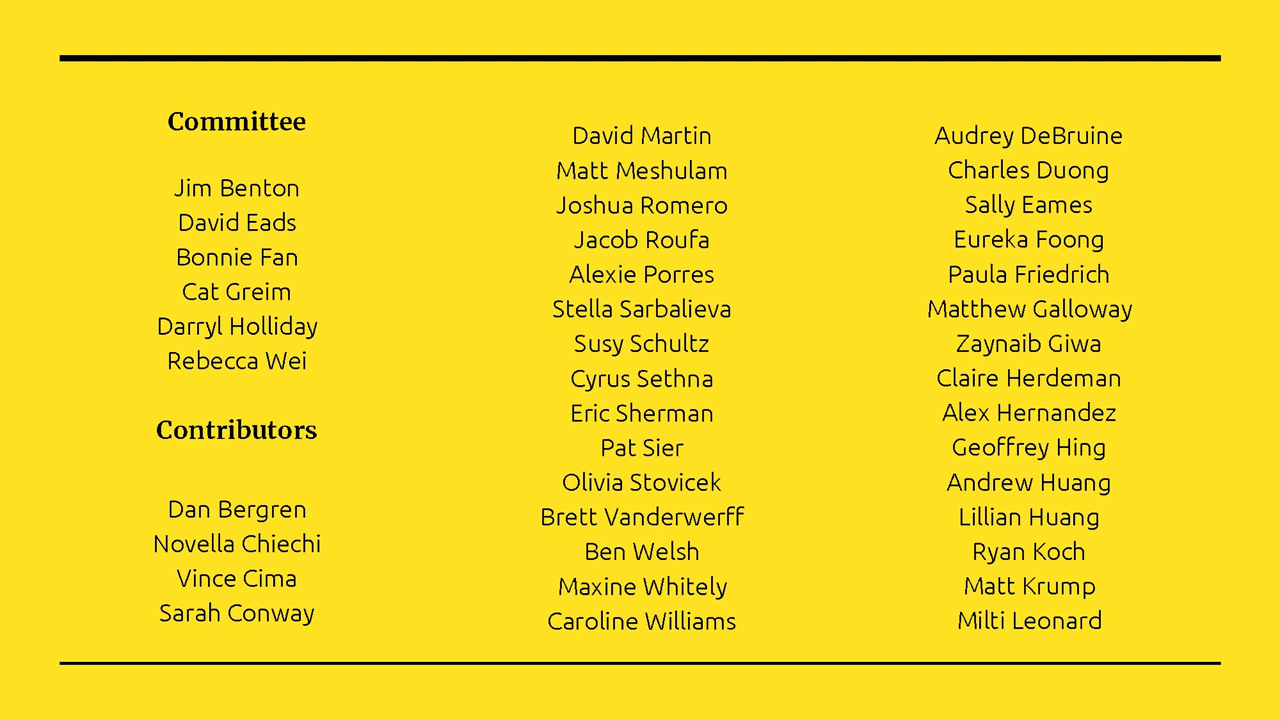 Committee
Jim Benton
David Eads
Bonnie Fan
Cat Greim
Darryl Holliday
Rebecca Wei
Contributors
Dan Bergren
Novella Chiechi
Vince Cima
Sarah Conway
David Martin
Matt Meshulam
Joshua Romero
Jacob Roufa
Alexie Porres
Stella Sarbalieva
Susy Schultz
Cyrus Sethna
Eric Sherman
Pat Sier
Olivia Stovicek
Brett Vanderwerff
Ben Welsh
Maxine Whitely
Caroline Williams
Audrey DeBruine
Charles Duong
Sally Eames
Eureka Foong
Paula Friedrich
Matthew Galloway
Zaynaib Giwa
Claire Herdeman
Alex Hernandez
Geoffrey Hing
Andrew Huang
Lillian Huang
Ryan Koch
Matt Krump
Milti Leonard